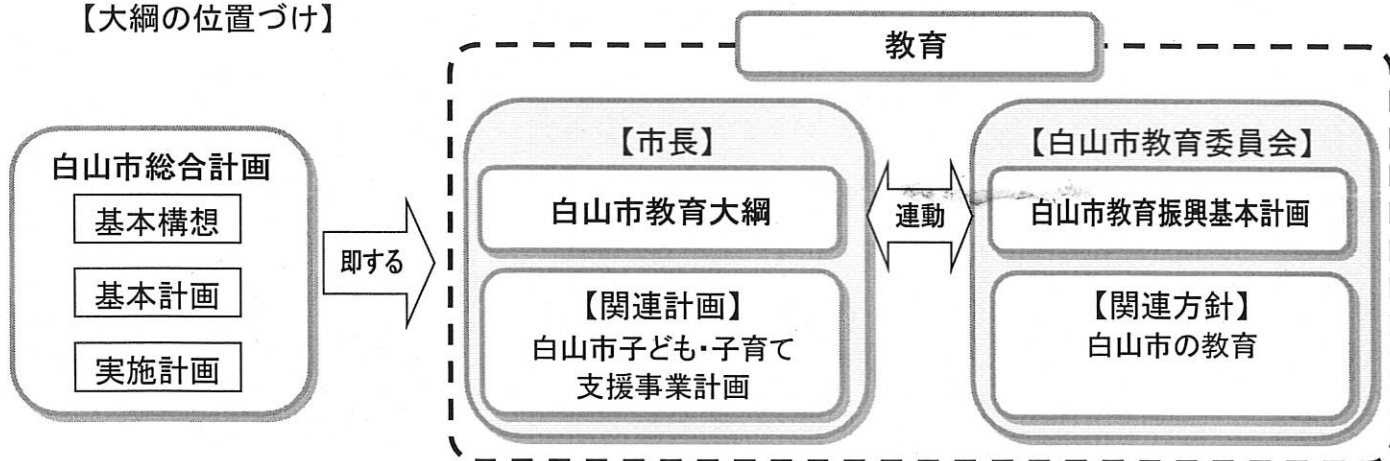 【大綱の位置づけ】
教育
白山市総合計画
基本構想
基本計画
実施計画
即する
【市長】
白山市教育大綱
【関連計画】
白山市子ども・子育て
支援事業計画
連動
【白山市教育委員会】
白山市教育振興基本計画
【関連方針】
白山市の教育